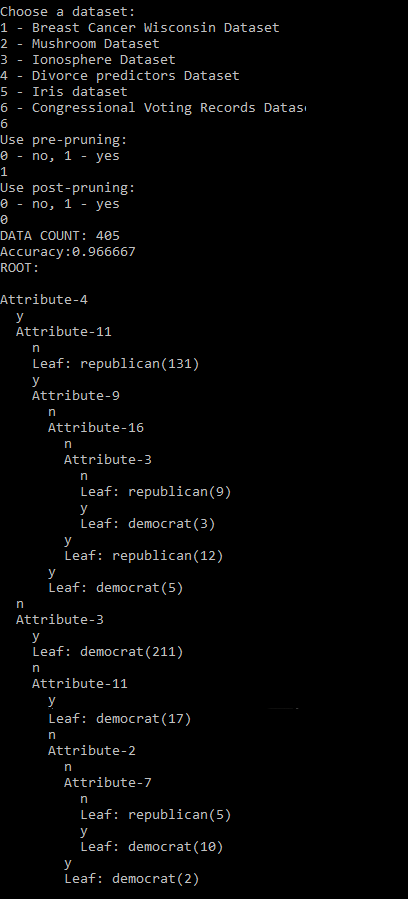 Choose a dataset:
1 - Breast Cancer Wisconsin Dataset
2 - Mushroom Dataset
3 - Ionosphere Dataset
4 - Divorce predictors Dataset
5 - Iris dataset
6 - Congressional Voting Records Datas
6
Use pre-pruning:
0 - no, 1 - yes
1
Use post-pruning:
0 - no, 1 - yes
0
DATA COUNT: 405
Accuracy:0.966667
ROOT:
Attribute-4
y
Attribute-11
n
Leaf: republican(131)
y
Attribute-9
n
Attribute-16
n
Attribute-3
n
Leaf: republican(9)
y
Leaf: democrat(3)
y
Leaf: republican(12)
y
Leaf: democrat(5)
n
Attribute-3
y
Leaf: democrat(211)
n
Attribute-11
y
Leaf: democrat(17)
n
Attribute-2
n
Attribute-7
n
Leaf: republican(5)
y
Leaf: democrat(10)
y
Leaf: democrat(2)